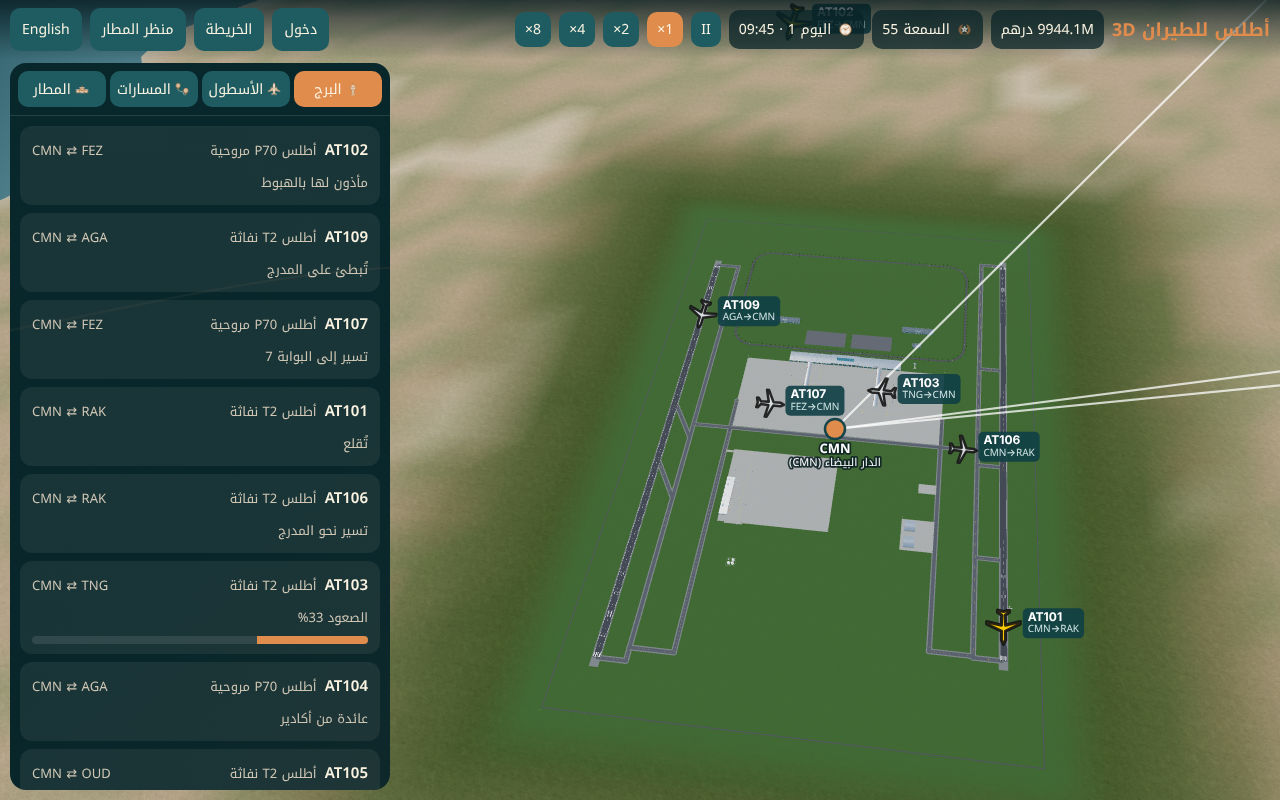 أطلس للطيران 3D
9944.1M درهم
السمعة 55
اليوم 1 · 09:45
II
×1
×2
×4
×8
دخول
الخريطة
منظر المطار
English
البرج
الأسطول
المسارات
المطار
AT102 أطلس P70 مروحية CMN ⇄ FEZ
مأذون لها بالهبوط
AT109 أطلس T2 نفاثة CMN ⇄ AGA
تُبطئ على المدرج
AT107 أطلس P70 مروحية CMN ⇄ FEZ
تسير إلى البوابة 7
AT101 أطلس T2 نفاثة CMN ⇄ RAK
تُقلع
AT106 أطلس T2 نفاثة CMN ⇄ RAK
تسير نحو المدرج
AT103 أطلس T2 نفاثة CMN ⇄ TNG
الصعود 33%
AT104 أطلس P70 مروحية CMN ⇄ AGA
عائدة من أكادير
AT105 أطلس T2 نفاثة CMN ⇄ OUD
AT102
AT109
AGA→CMN
AT103
TNG→CMN
AT107
FEZ→CMN
AT106
CMN→RAK
CMN
الدار البيضاء (CMN)
AT101
CMN→RAK